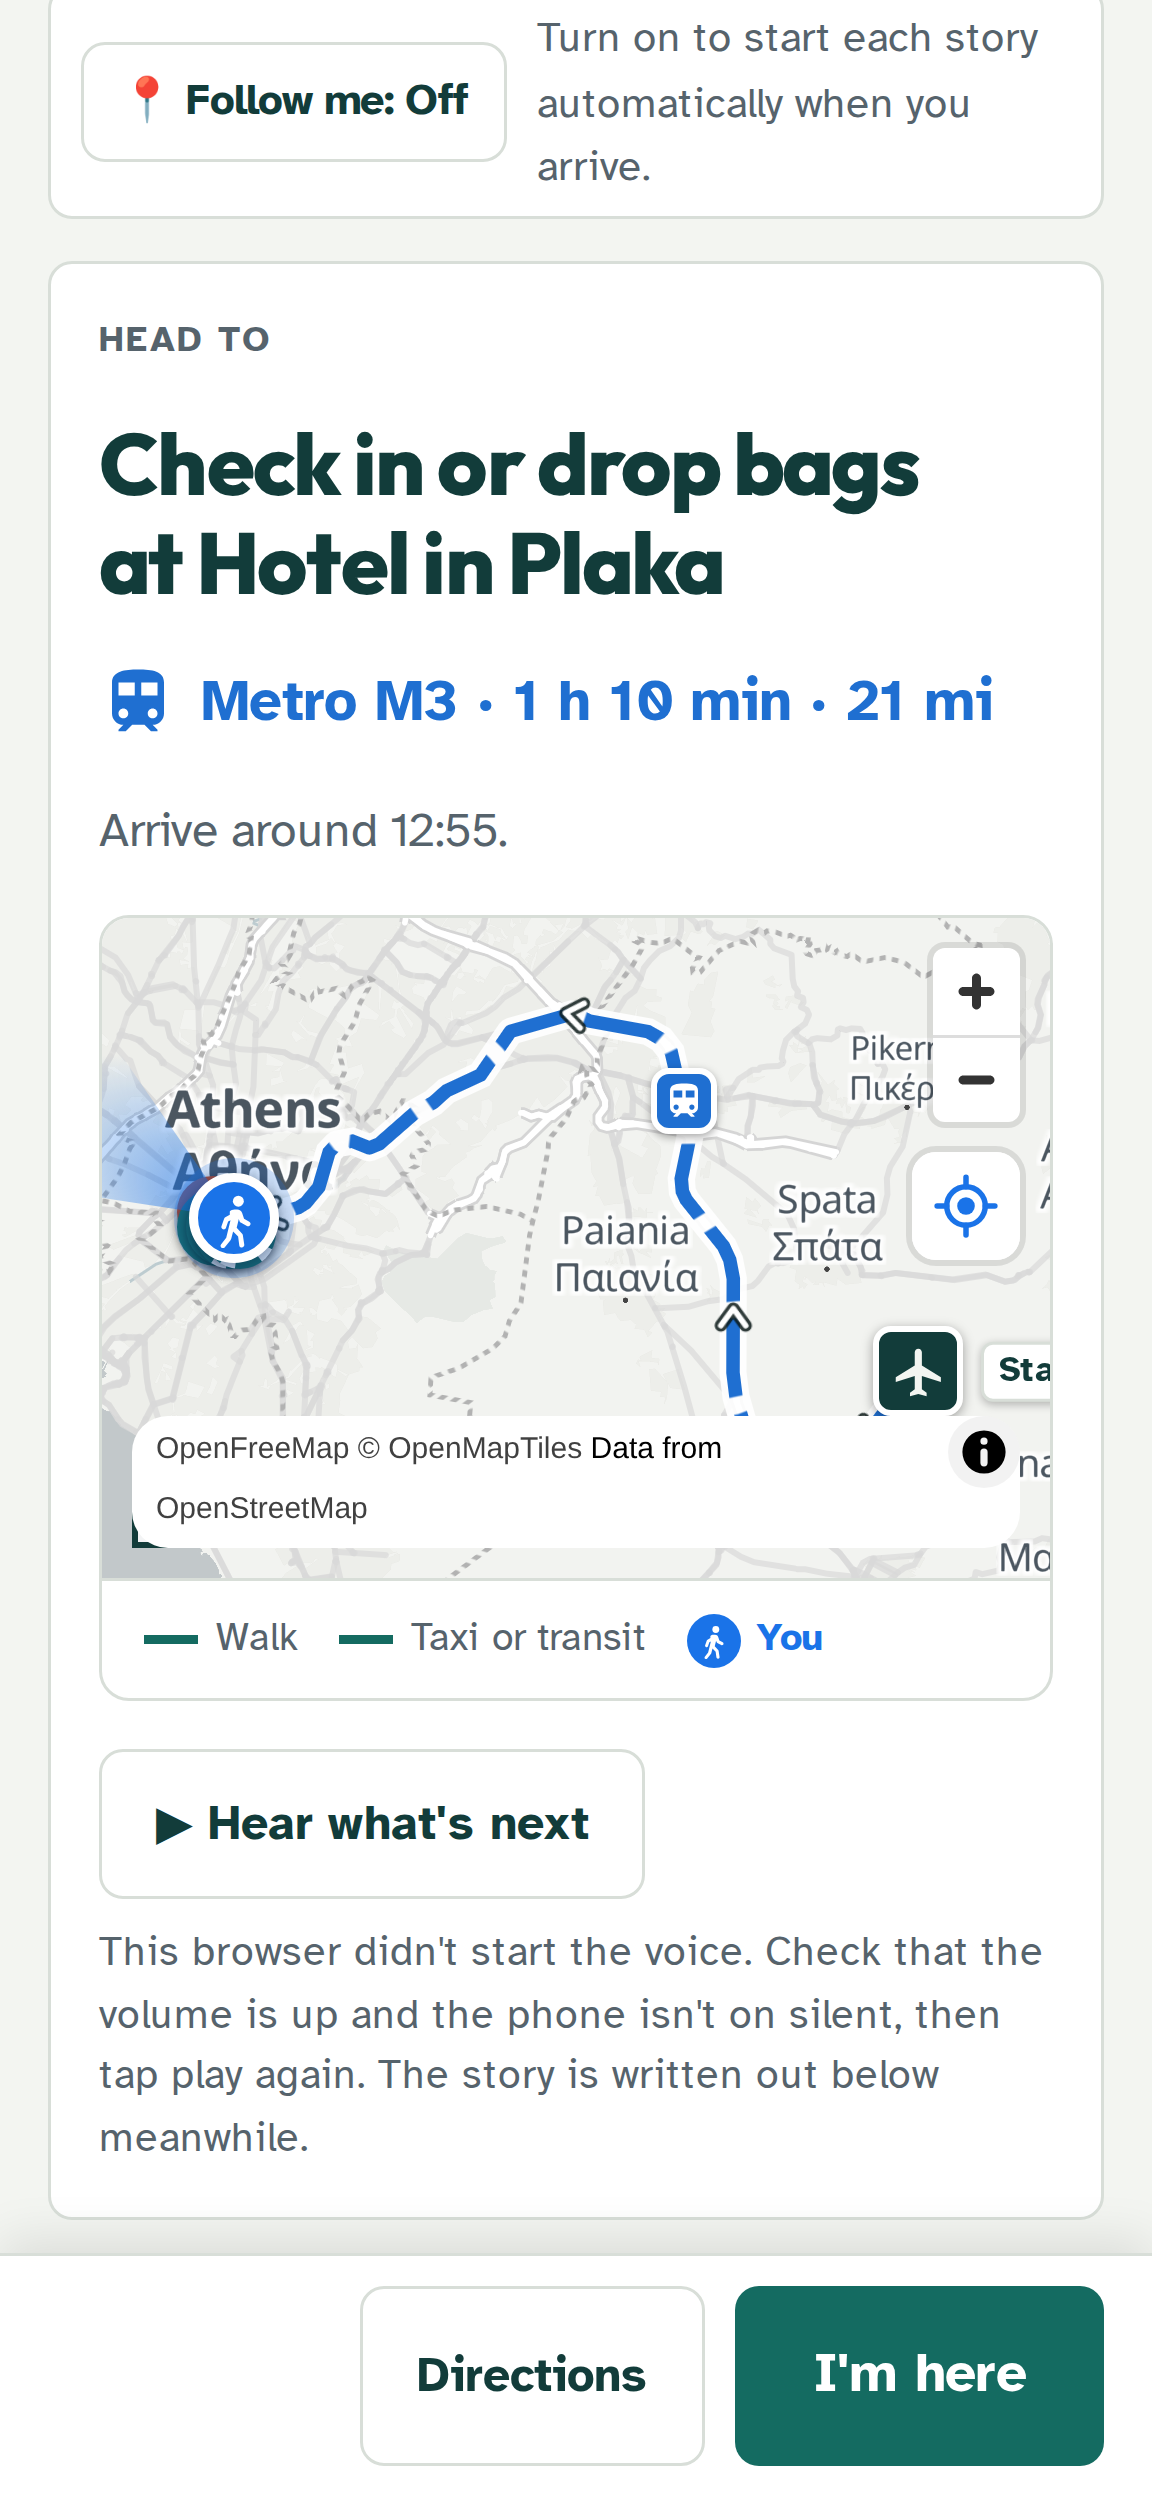 Turn on to start each story
automatically when you
arrive.
Follow me: Off
HEAD TO
Check in or drop bags
at Hotel in Plaka
Metro M3 · 1 h 10 min · 21 mi
Arrive around 12:55.
Athens
Pikerm
Πικέρ
Spata
Σπάτα
Paiania
Παιανία
Sta
OpenFreeMap © OpenMapTiles Data from
OpenStreetMap
na
Mo
Walk
Taxi or transit
You
▶ Hear what's next
This browser didn't start the voice. Check that the
volume is up and the phone isn't on silent, then
tap play again. The story is written out below
meanwhile.
Directions
I'm here